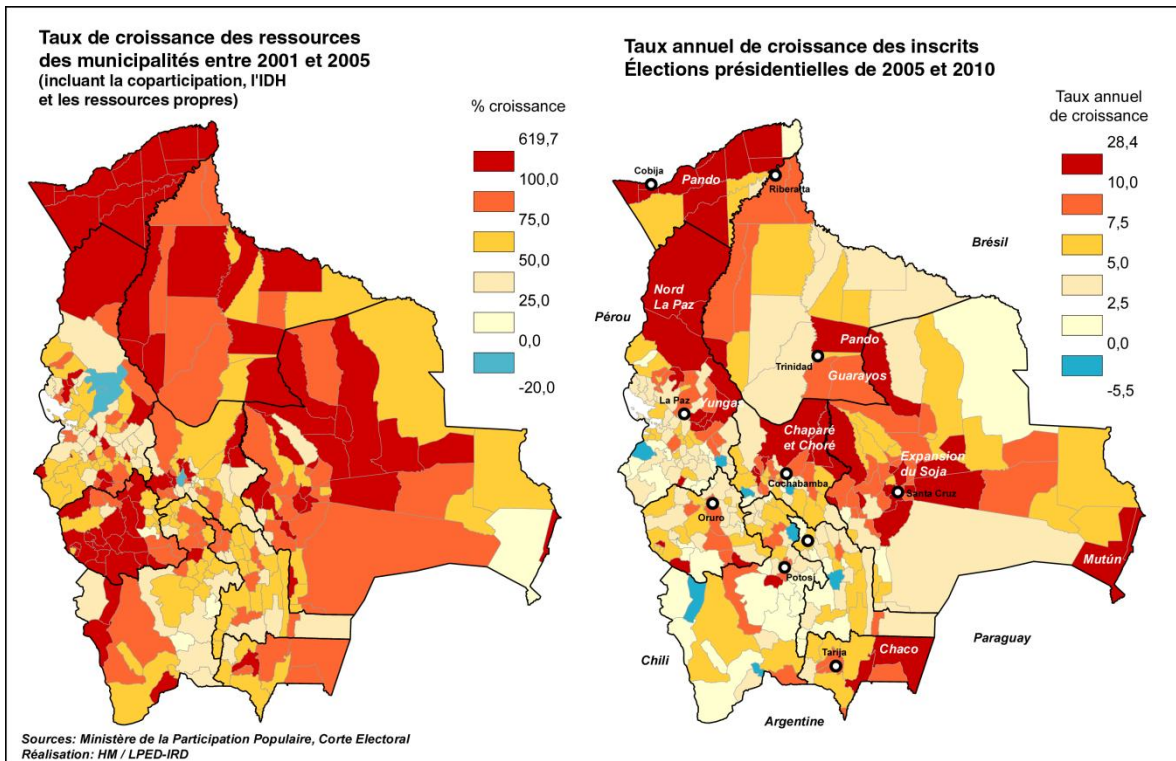 Taux de croissance des ressources
des municipalités entre 2001 et 2005
(incluant la coparticipation, l'IDH
et les ressources propres)
% croissance
619,7
100,0
75,0
50,0
25,0
0,0
-20,0
Taux annuel de croissance des inscrits
Élections présidentielles de 2005 et 2010
Taux annuel
de croissance
28,4
10,0
7,5
5,0
2,5
0,0
-5,5
Cobija
Pando
Riberalta
Brésil
Nord
La Paz
Pérou
Pando
Trinidad
Guarayos
La Paz
Yungas
Chaparé
et Choré
Expansion
du Soja
Cochabamba
Santa Cruz
Oruro
Mutún
Potosi
Paraguay
Chaco
Tarija
Chili
Argentine
Sources: Ministère de la Participation Populaire, Corte Electoral
Réalisation: HM / LPED-IRD